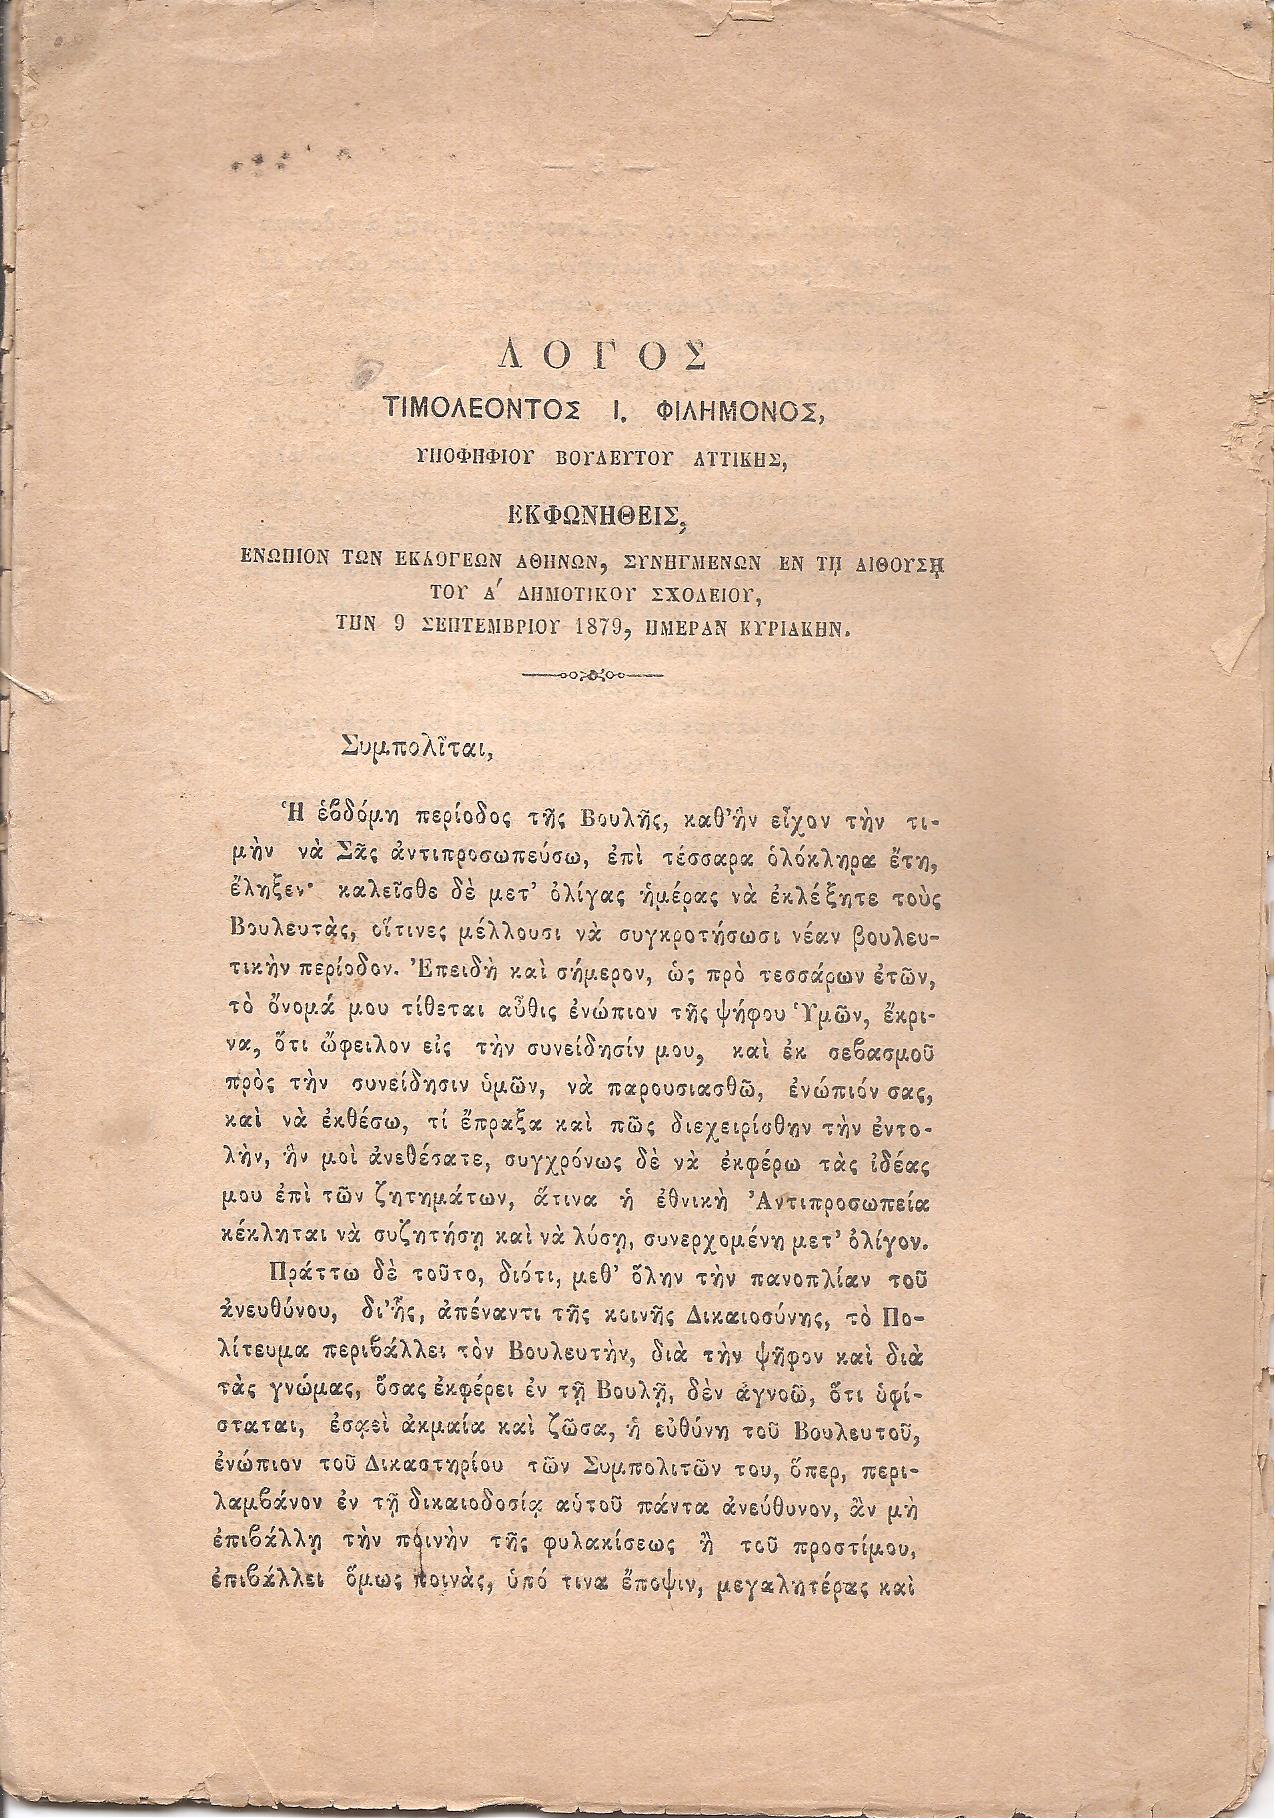 ΛΟΓΟΣ
ΤΙΜΟΛΕΟΝΤΟΣ Ι. ΦΙΛΗΜΟΝΟΣ,
ΥΠΟΨΗΦΙΟΥ ΒΟΥΛΕΥΤΟΥ ΑΤΤΙΚΗΣ,
ΕΚΦΩΝΗΘΕΙΣ,
ΕΝΩΠΙΟΝ ΤΩΝ ΕΚΛΟΓΕΩΝ ΑΘΗΝΩΝ, ΣΥΝΗΓΜΕΝΩΝ ΕΝ Τῌ ΑΙΘΟΥΣῌ
ΤΟΥ Α΄ ΔΗΜΟΤΙΚΟΥ ΣΧΟΛΕΙΟΥ,
ΤΗΝ 9 ΣΕΠΤΕΜΒΡΙΟΥ 1879, ΗΜΕΡΑΝ ΚΥΡΙΑΚΗΝ.
Συμπολῖται,
Ἡ ἑβδόμη περίοδος τῆς Βουλῆς, καθ᾽ἣν εἶχον τὴν τι-
μὴν νὰ Σᾶς ἀντιπροσωπεύσω, ἐπὶ τέσσαρα ὁλόκληρα ἔτη,
ἔληξεν· καλεῖσθε δὲ μετ᾽ ὀλίγας ἡμέρας νὰ ἐκλέξητε τοὺς
Βουλευτὰς, οἵτινες μέλλουσι νὰ συγκροτήσωσι νέαν βουλευ-
τικὴν περίοδον. Ἐπειδὴ καὶ σήμερον, ὡς πρὸ τεσσάρων ἐτῶν,
τὸ ὄνομά μου τίθεται αὖθις ἐνώπιον τῆς ψήφου Ὑμῶν, ἔκρι-
να, ὅτι ὤφειλον εἰς τὴν συνείδησίν μου, καὶ ἐκ σεβασμοῦ
πρὸς τὴν συνείδησιν ὑμῶν, νὰ παρουσιασθῶ, ἐνώπιόν σας,
καὶ νὰ ἐκθέσω, τί ἔπραξα καὶ πῶς διεχειρίσθην τὴν ἐντο-
λὴν, ἣν μοὶ ἀνεθέσατε, συγχρόνως δὲ νὰ ἐκφέρω τὰς ἰδέας
μου ἐπὶ τῶν ζητημάτων, ἅτινα ἡ ἐθνικὴ Ἀντιπροσωπεία
κέκληται νὰ συζητήσῃ καὶ νὰ λύσῃ, συνερχομένη μετ᾽ ὀλίγον.
Πράττω δὲ τοῦτο, διότι, μεθ᾽ ὅλην τὴν πανοπλίαν τοῦ
ἀνευθύνου, δι᾽ἧς, ἀπέναντι τῆς κοινῆς Δικαιοσύνης, τὸ Πο-
λίτευμα περιβάλλει τὸν Βουλευτὴν, διὰ τὴν ψῆφον καὶ διὰ
τὰς γνώμας, ὅσας ἐκφέρει ἐν τῇ Βουλῇ, δὲν ἀγνοῶ, ὅτι ὑφί-
σταται, ἐσαεὶ ἀκμαία καὶ ζῶσα, ἡ εὐθύνη τοῦ Βουλευτοῦ,
ἐνώπιον τοῦ Δικαστηρίου τῶν Συμπολιτῶν του, ὅπερ, περι-
λαμβάνον ἐν τῇ δικαιοδοσίᾳ αὑτοῦ πάντα ἀνεύθυνον, ἂν μὴ
ἐπιβάλλῃ τὴν ποινὴν τῆς φυλακίσεως ἢ τοῦ προστίμου,
ἐπιβάλλει ὅμως ποινὰς, ὑπό τινα ἔποψιν, μεγαλητέρας καὶ